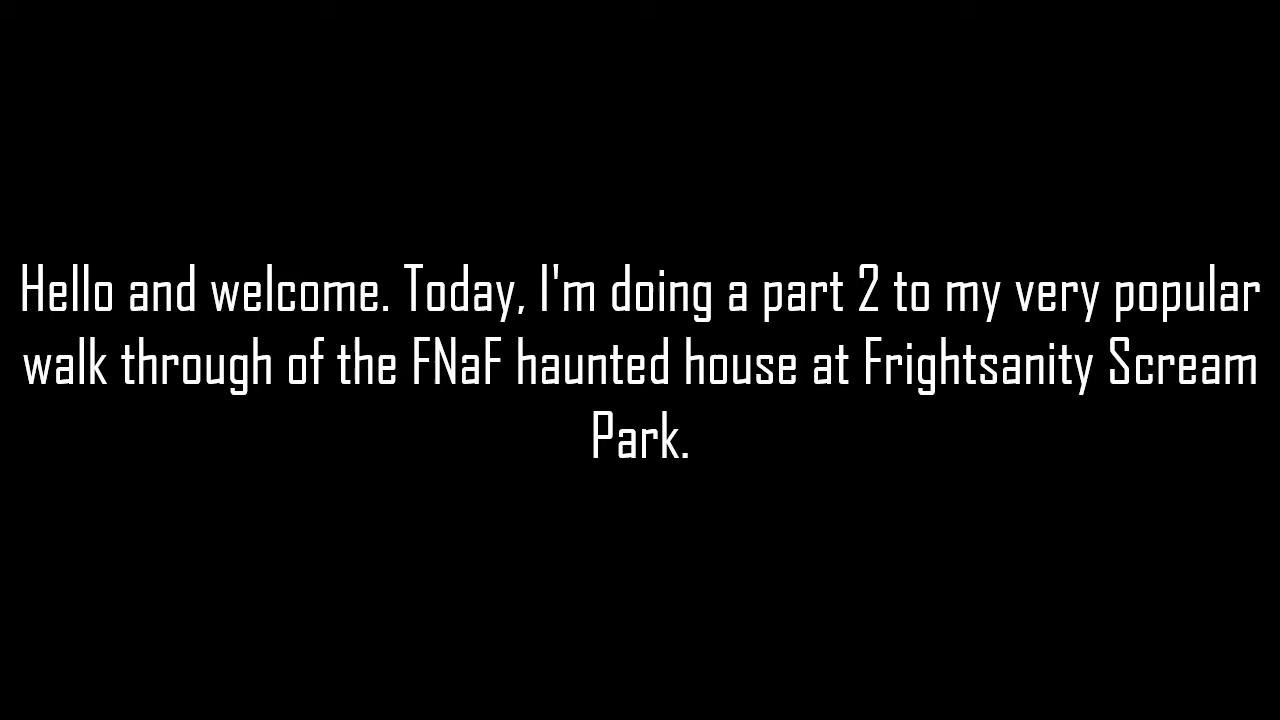 Hello and welcome. Today, I'm doing a part 2 to my very popular
walk through of the FNaF haunted house at Frightsanity Scream
Park.